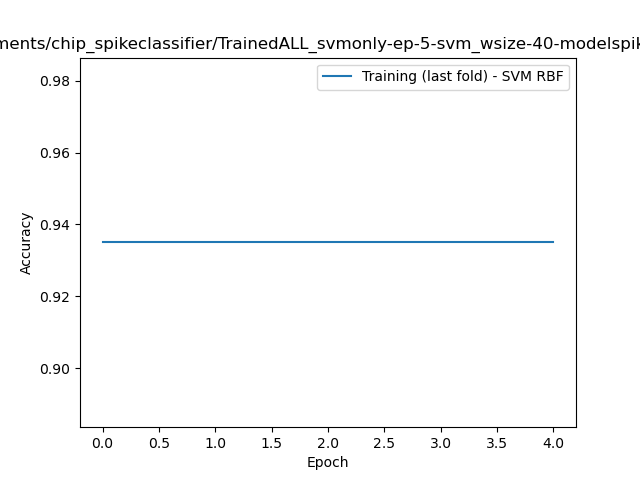 ments/chip_spikeclassifier/TrainedALL_svmonly-ep-5-svm_wsize-40-modelspik
Training (last fold) - SVM RBF
0.98
0.96
0.94
0.92
0.90
Accuracy
0.0 0.5 1.0 1.5 2.0 2.5 3.0 3.5 4.0
Epoch